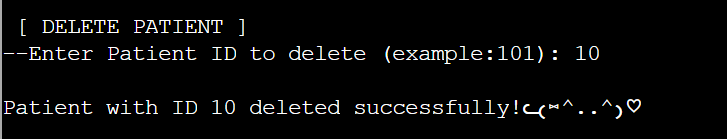 [ DELETE PATIENT ]
--Enter Patient ID to delete (example:101): 10
Patient with ID 10 deleted successfully!ᓚ₍⑅^..^₎♡